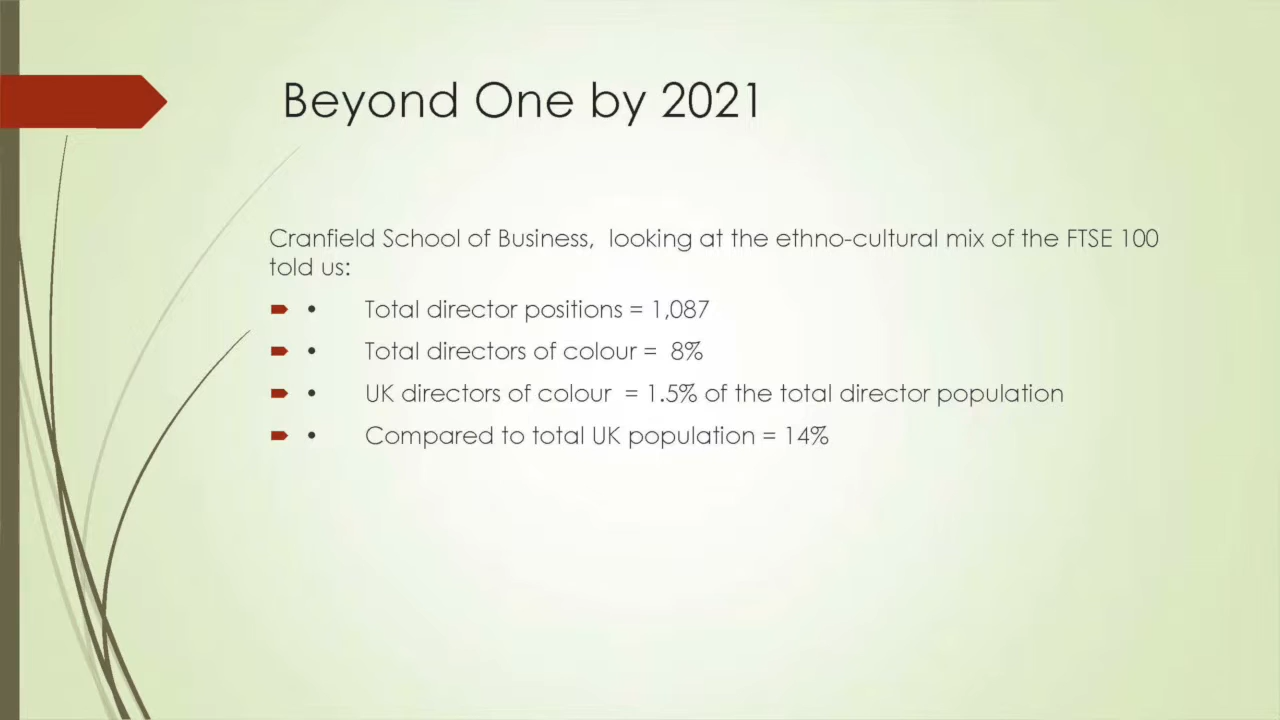 Beyond One by 2021
Cranfield School of Business,  looking at the ethno-cultural mix of the FTSE 100
told us:
• Total director positions = 1,087
• Total directors of colour =  8%
• UK directors of colour  = 1.5% of the total director population
• Compared to total UK population = 14%